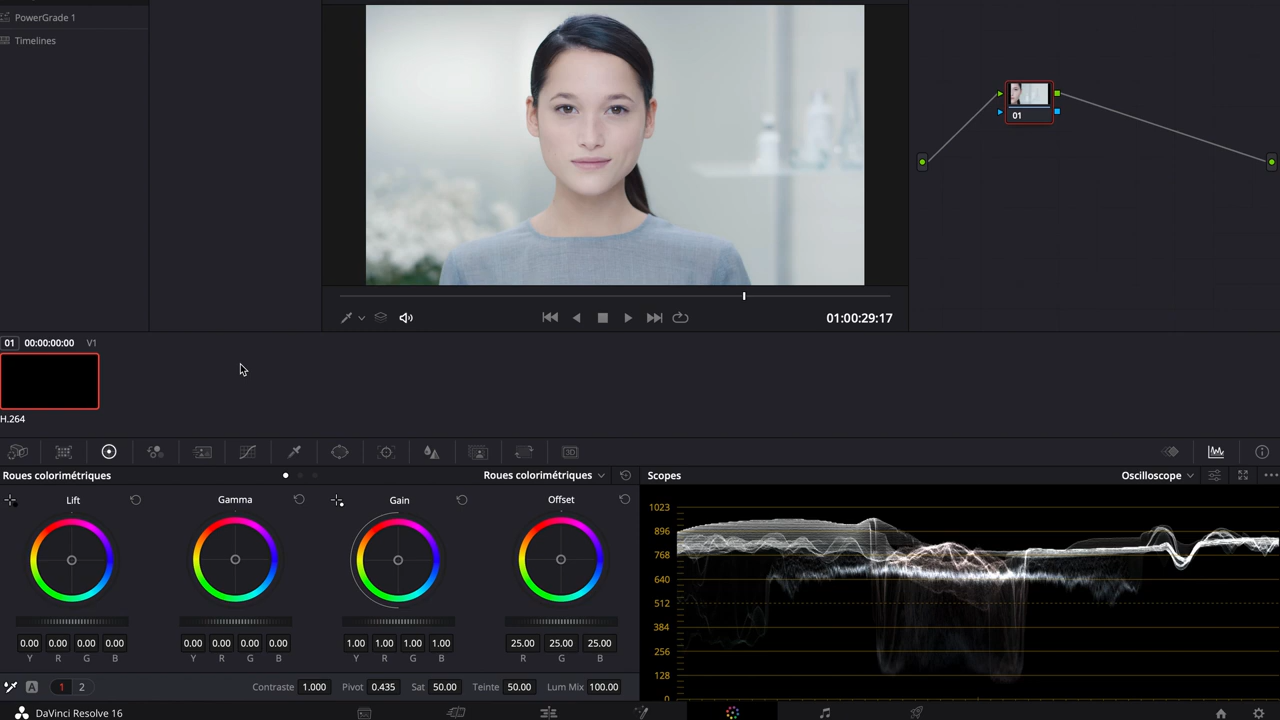 PowerGrade 1
Timelines
01
01:00:29:17
01 00:00:00:00 V1
H.264
Roues colorimétriques
Roues colorimétriques
Lift
Gamma
Gain
Offset
0.00 0.00 0.00 0.00
Y R G B
0.00 0.00 0.00 0.00
Y R G B
1.00 1.00 1.00 1.00
Y R G B
25.00 25.00 25.00
R G B
A 1 2
Contraste 1.000 Pivot 0.435 Sat 50.00 Teinte 50.00 Lum Mix 100.00
Scopes
Oscilloscope
1023
896
768
640
512
384
256
128
0
3D
DaVinci Resolve 16